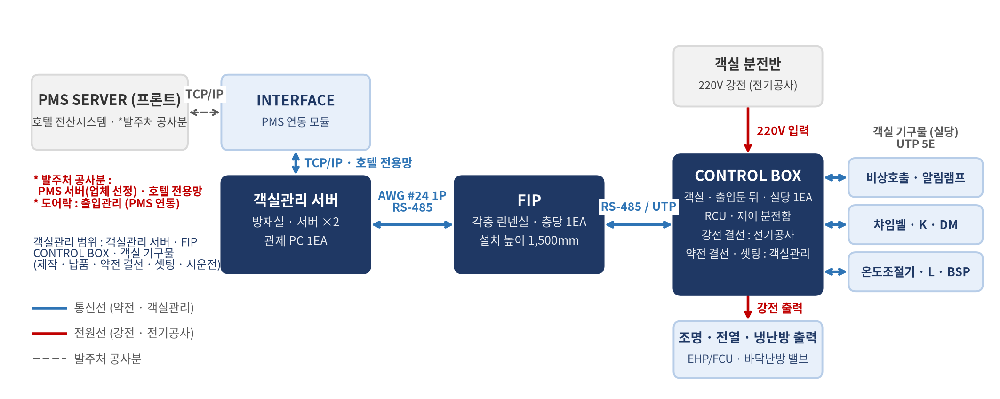 객실 분전반
220V 강전 (전기공사)
PMS SERVER (프론트)
호텔 전산시스템 · *발주처 공사분
TCP/IP
INTERFACE
PMS 연동 모듈
220V 입력
객실 기구물 (실당)
UTP 5E
TCP/IP · 호텔 전용망
* 발주처 공사분 :
PMS 서버(업체 선정) · 호텔 전용망
* 도어락 : 출입관리 (PMS 연동)
객실관리 서버
방재실 · 서버 ×2
관제 PC 1EA
AWG #24 1P
RS-485
FIP
각층 린넨실 · 층당 1EA
설치 높이 1,500mm
RS-485 / UTP
CONTROL BOX
객실 · 출입문 뒤 · 실당 1EA
RCU · 제어 분전함
강전 결선 : 전기공사
약전 결선 · 셋팅 : 객실관리
비상호출 · 알림램프
챠임벨 · K · DM
온도조절기 · L · BSP
객실관리 범위 : 객실관리 서버 · FIP
CONTROL BOX · 객실 기구물
(제작 · 납품 · 약전 결선 · 셋팅 · 시운전)
강전 출력
조명 · 전열 · 냉난방 출력
EHP/FCU · 바닥난방 밸브
통신선 (약전 · 객실관리)
전원선 (강전 · 전기공사)
발주처 공사분